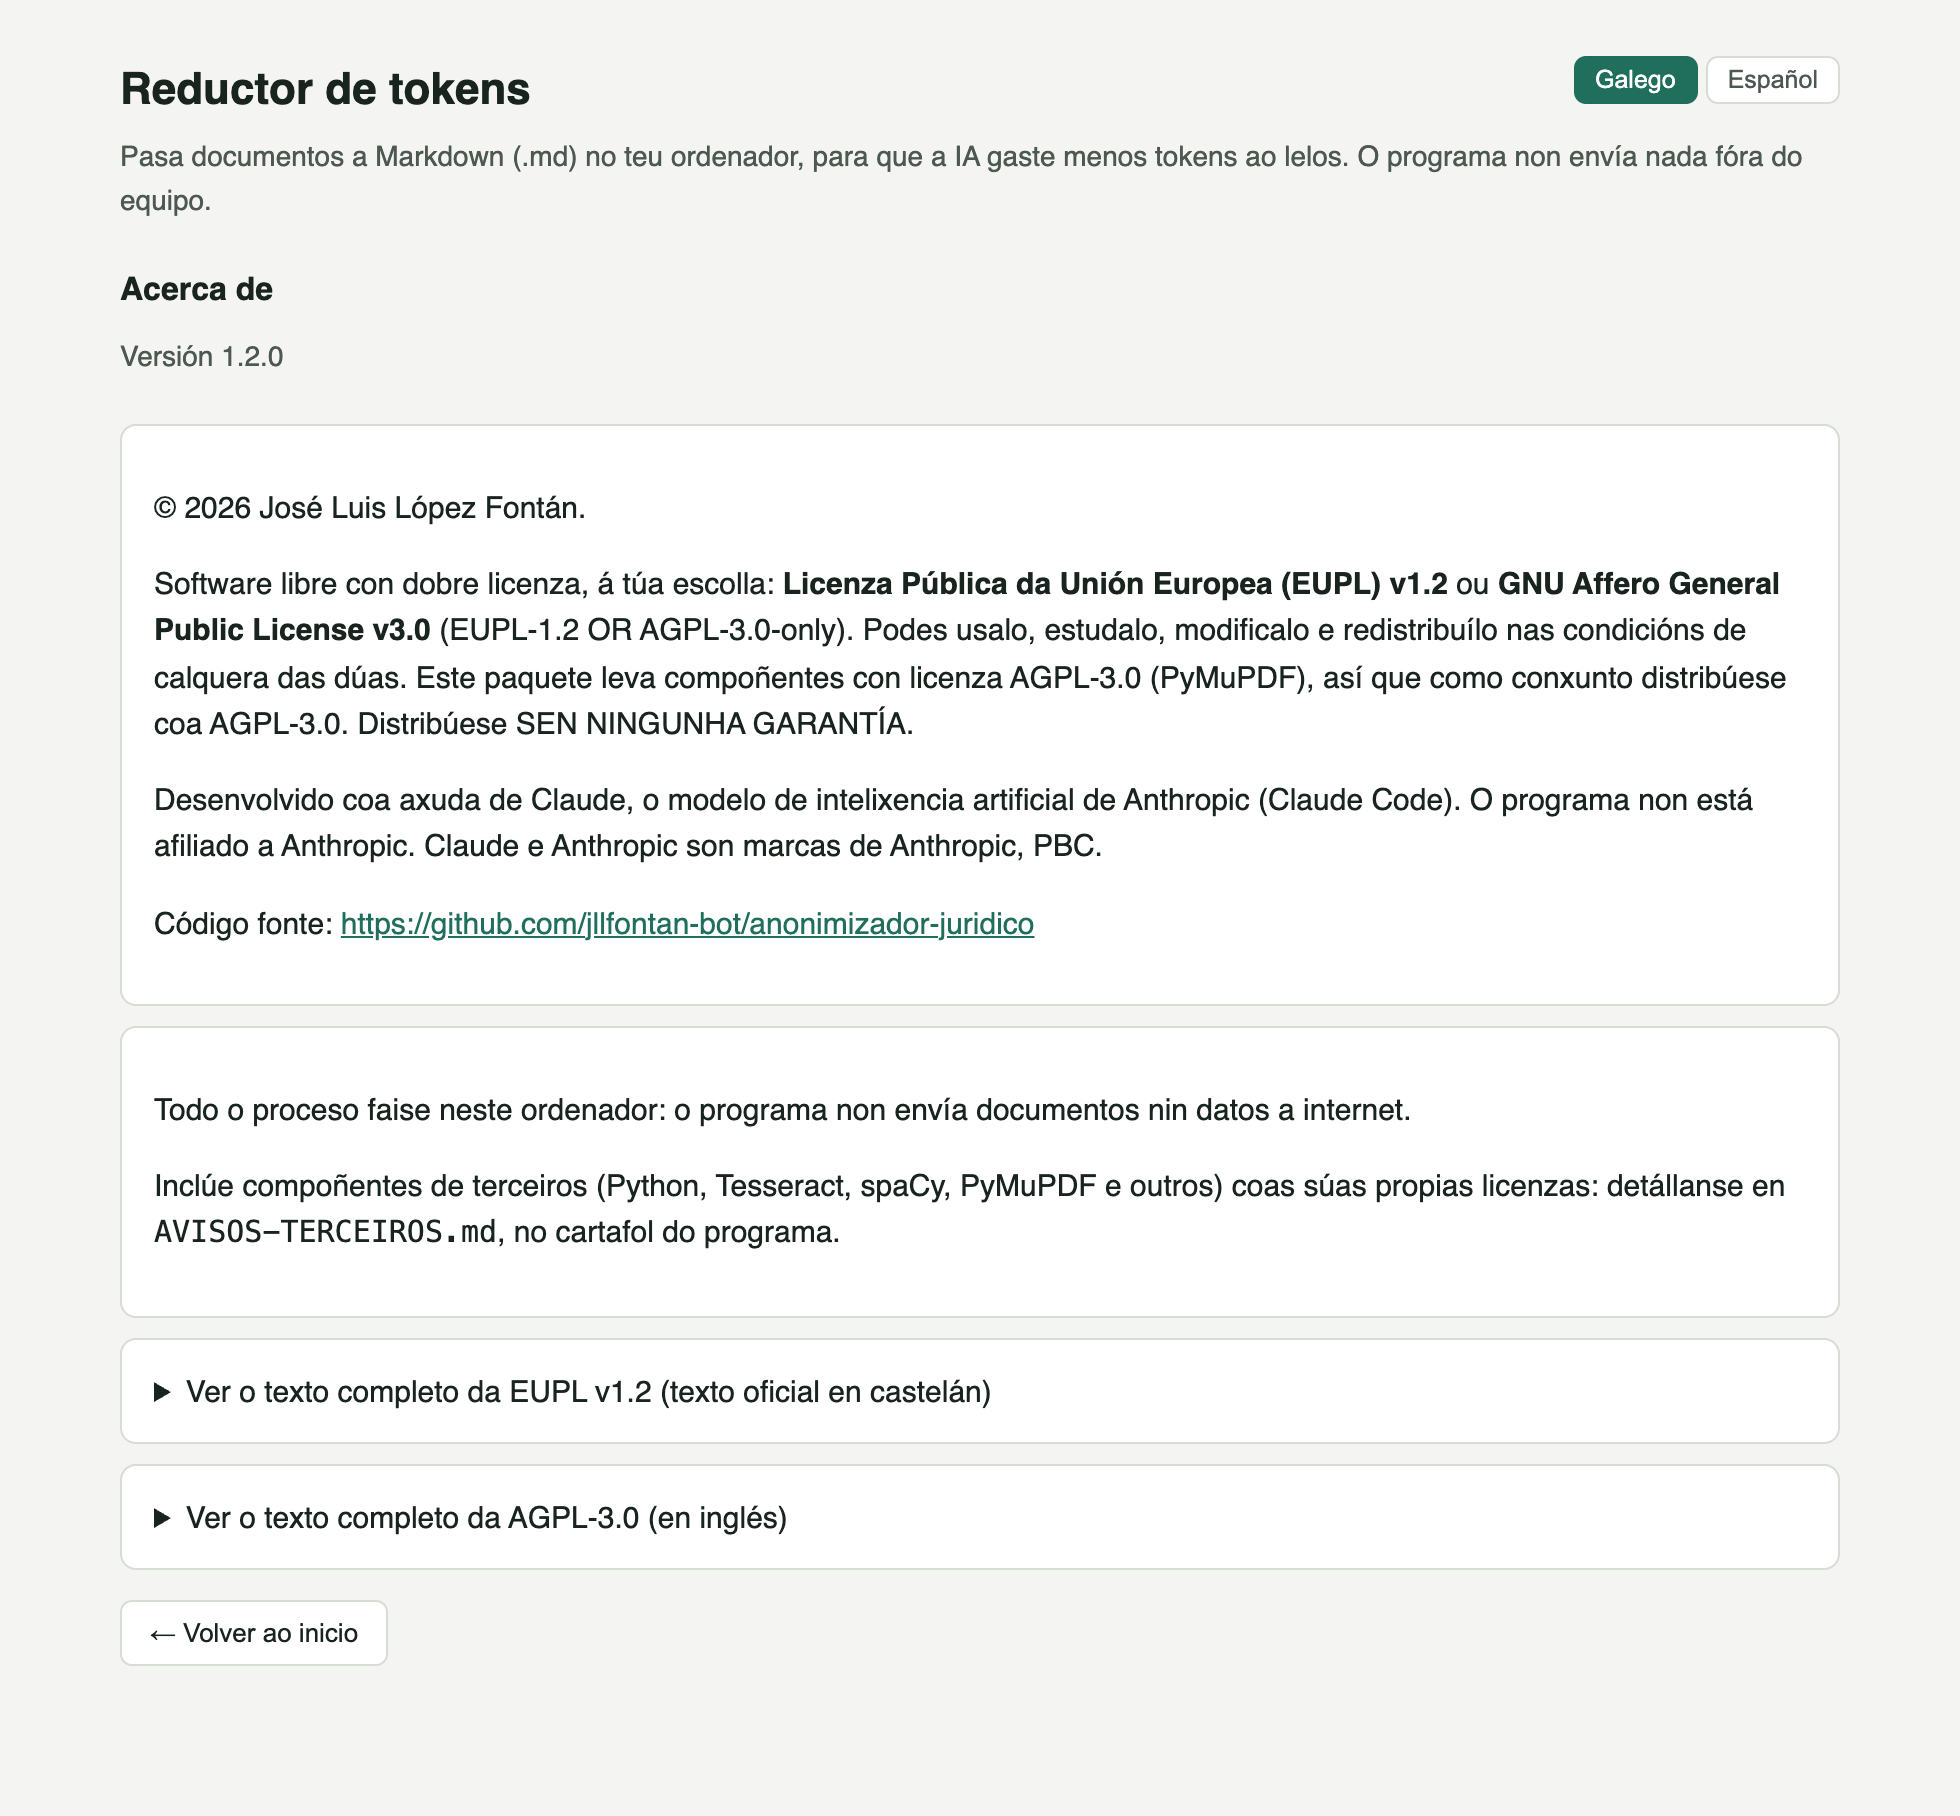 Reductor de tokens
Galego
Español
Pasa documentos a Markdown (.md) no teu ordenador, para que a IA gaste menos tokens ao lelos. O programa non envía nada fóra do
equipo.
Acerca de
Versión 1.2.0
© 2026 José Luis López Fontán.
Software libre con dobre licenza, á túa escolla: Licenza Pública da Unión Europea (EUPL) v1.2 ou GNU Affero General
Public License v3.0 (EUPL-1.2 OR AGPL-3.0-only). Podes usalo, estudalo, modificalo e redistribuílo nas condicións de
calquera das dúas. Este paquete leva compoñentes con licenza AGPL-3.0 (PyMuPDF), así que como conxunto distribúese
coa AGPL-3.0. Distribúese SEN NINGUNHA GARANTÍA.
Desenvolvido coa axuda de Claude, o modelo de intelixencia artificial de Anthropic (Claude Code). O programa non está
afiliado a Anthropic. Claude e Anthropic son marcas de Anthropic, PBC.
Código fonte: https://github.com/jllfontan-bot/anonimizador-juridico
Todo o proceso faise neste ordenador: o programa non envía documentos nin datos a internet.
Inclúe compoñentes de terceiros (Python, Tesseract, spaCy, PyMuPDF e outros) coas súas propias licenzas: detállanse en
AVISOS-TERCEIROS.md, no cartafol do programa.
▶ Ver o texto completo da EUPL v1.2 (texto oficial en castelán)
▶ Ver o texto completo da AGPL-3.0 (en inglés)
← Volver ao inicio